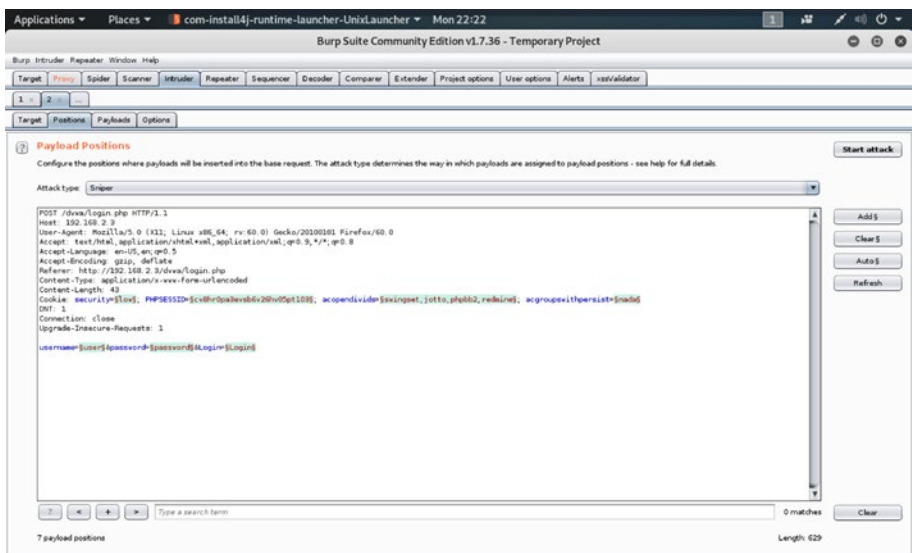 Applications Places com-install4j-runtime-launcher-UnixLauncher Mon 22:22 1
Burp Suite Community Edition v1.7.36 - Temporary Project
Burp Intruder Repeater Window Help
Target Proxy Spider Scanner Intruder Repeater Sequencer Decoder Comparer Extender Project options User options Alerts xssValidator
1 × 2 × ...
Target Positions Payloads Options
? Payload Positions
Start attack
Configure the positions where payloads will be inserted into the base request. The attack type determines the way in which payloads are assigned to payload positions - see help for full details.
Attack type: Sniper
POST /dvwa/login.php HTTP/1.1
Host: 192.168.2.3
User-Agent: Mozilla/5.0 (X11; Linux x86_64; rv:60.0) Gecko/20100101 Firefox/60.0
Accept: text/html,application/xhtml+xml,application/xml;q=0.9,*/*;q=0.8
Accept-Language: en-US,en;q=0.5
Accept-Encoding: gzip, deflate
Referer: http://192.168.2.3/dvwa/login.php
Content-Type: application/x-www-form-urlencoded
Content-Length: 43
Cookie: security=§low§; PHPSESSID= acopendivids=§swingset,jotto,phpbb2,redmine§; acgroupswithpersist=§nada§
DNT: 1
Connection: close
Upgrade-Insecure-Requests: 1
username=§user§&password=§password§&Login=§Login§
Add §
Clear §
Auto §
Refresh
? < + > Type a search term 0 matches Clear
7 payload positions Length: 629